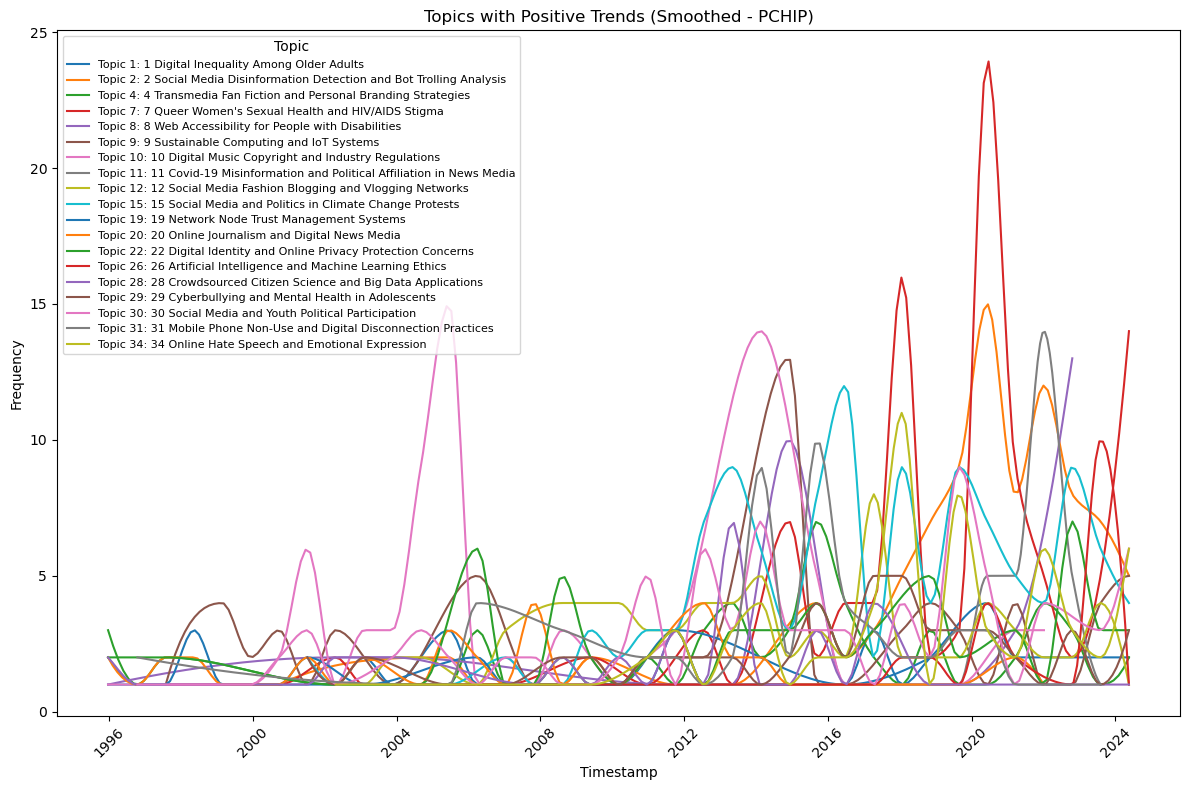 Topics with Positive Trends (Smoothed - PCHIP)
Topic
Topic 1: 1 Digital Inequality Among Older Adults
Topic 2: 2 Social Media Disinformation Detection and Bot Trolling Analysis
Topic 4: 4 Transmedia Fan Fiction and Personal Branding Strategies
Topic 7: 7 Queer Women's Sexual Health and HIV/AIDS Stigma
Topic 8: 8 Web Accessibility for People with Disabilities
Topic 9: 9 Sustainable Computing and IoT Systems
Topic 10: 10 Digital Music Copyright and Industry Regulations
Topic 11: 11 Covid-19 Misinformation and Political Affiliation in News Media
Topic 12: 12 Social Media Fashion Blogging and Vlogging Networks
Topic 15: 15 Social Media and Politics in Climate Change Protests
Topic 19: 19 Network Node Trust Management Systems
Topic 20: 20 Online Journalism and Digital News Media
Topic 22: 22 Digital Identity and Online Privacy Protection Concerns
Topic 26: 26 Artificial Intelligence and Machine Learning Ethics
Topic 28: 28 Crowdsourced Citizen Science and Big Data Applications
Topic 29: 29 Cyberbullying and Mental Health in Adolescents
Topic 30: 30 Social Media and Youth Political Participation
Topic 31: 31 Mobile Phone Non-Use and Digital Disconnection Practices
Topic 34: 34 Online Hate Speech and Emotional Expression
Frequency
25
20
15
10
5
0
1996
2000
2004
2008
2012
2016
2020
2024
Timestamp